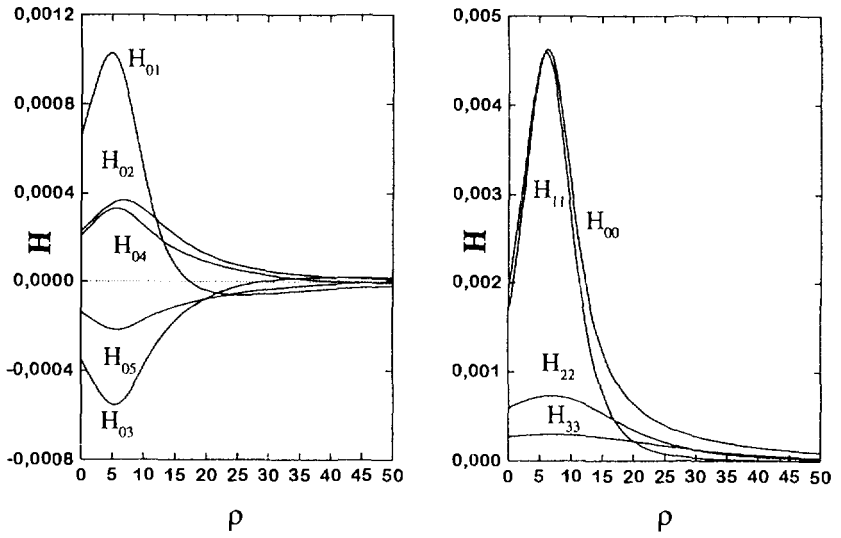 0,0012
0,0008
0,0004
0,0000
-0,0004
-0,0008
H
H₀₁
H₀₂
H₀₄
H₀₅
H₀₃
0 5 10 15 20 25 30 35 40 45 50
ρ
0,005
0,004
0,003
0,002
0,001
0,000
H
H₁₁
H₀₀
H₂₂
H₃₃
0 5 10 15 20 25 30 35 40 45 50
ρ